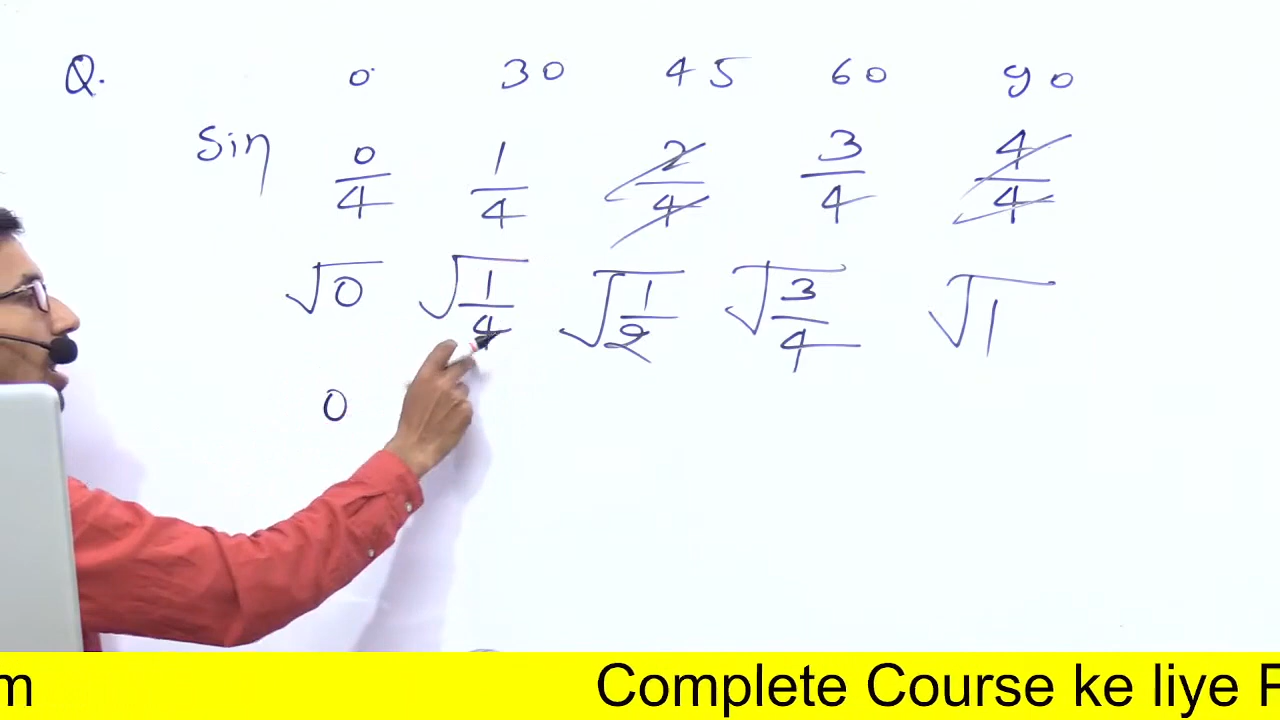 Q. 0 30 45 60 90
Sin 0/4 1/4 2/4 3/4 4/4
√0 √1/4 √1/2 √3/4 √1
0
m Complete Course ke liye P